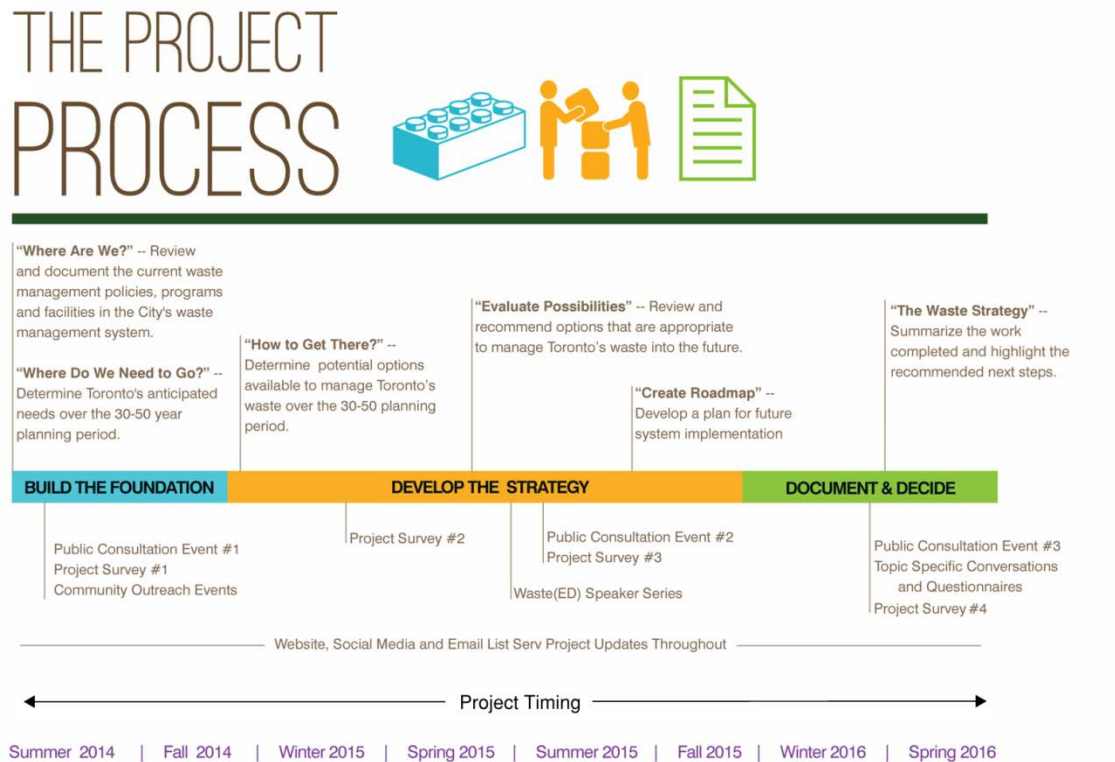 THE PROJECT
PROCESS
“Where Are We?” -- Review
and document the current waste
management policies, programs
and facilities in the City's waste
management system.
“Where Do We Need to Go?” --
Determine Toronto's anticipated
needs over the 30-50 year
planning period.
“How to Get There?” --
Determine potential options
available to manage Toronto’s
waste over the 30-50 planning
period.
“Evaluate Possibilities” -- Review and
recommend options that are appropriate
to manage Toronto’s waste into the future.
“Create Roadmap” --
Develop a plan for future
system implementation
“The Waste Strategy” --
Summarize the work
completed and highlight the
recommended next steps.
BUILD THE FOUNDATION
DEVELOP THE STRATEGY
DOCUMENT & DECIDE
Public Consultation Event #1
Project Survey #1
Community Outreach Events
Project Survey #2
Public Consultation Event #2
Project Survey #3
Waste(ED) Speaker Series
Public Consultation Event #3
Topic Specific Conversations
and Questionnaires
Project Survey #4
Website, Social Media and Email List Serv Project Updates Throughout
Project Timing
Summer 2014 | Fall 2014 | Winter 2015 | Spring 2015 | Summer 2015 | Fall 2015 | Winter 2016 | Spring 2016